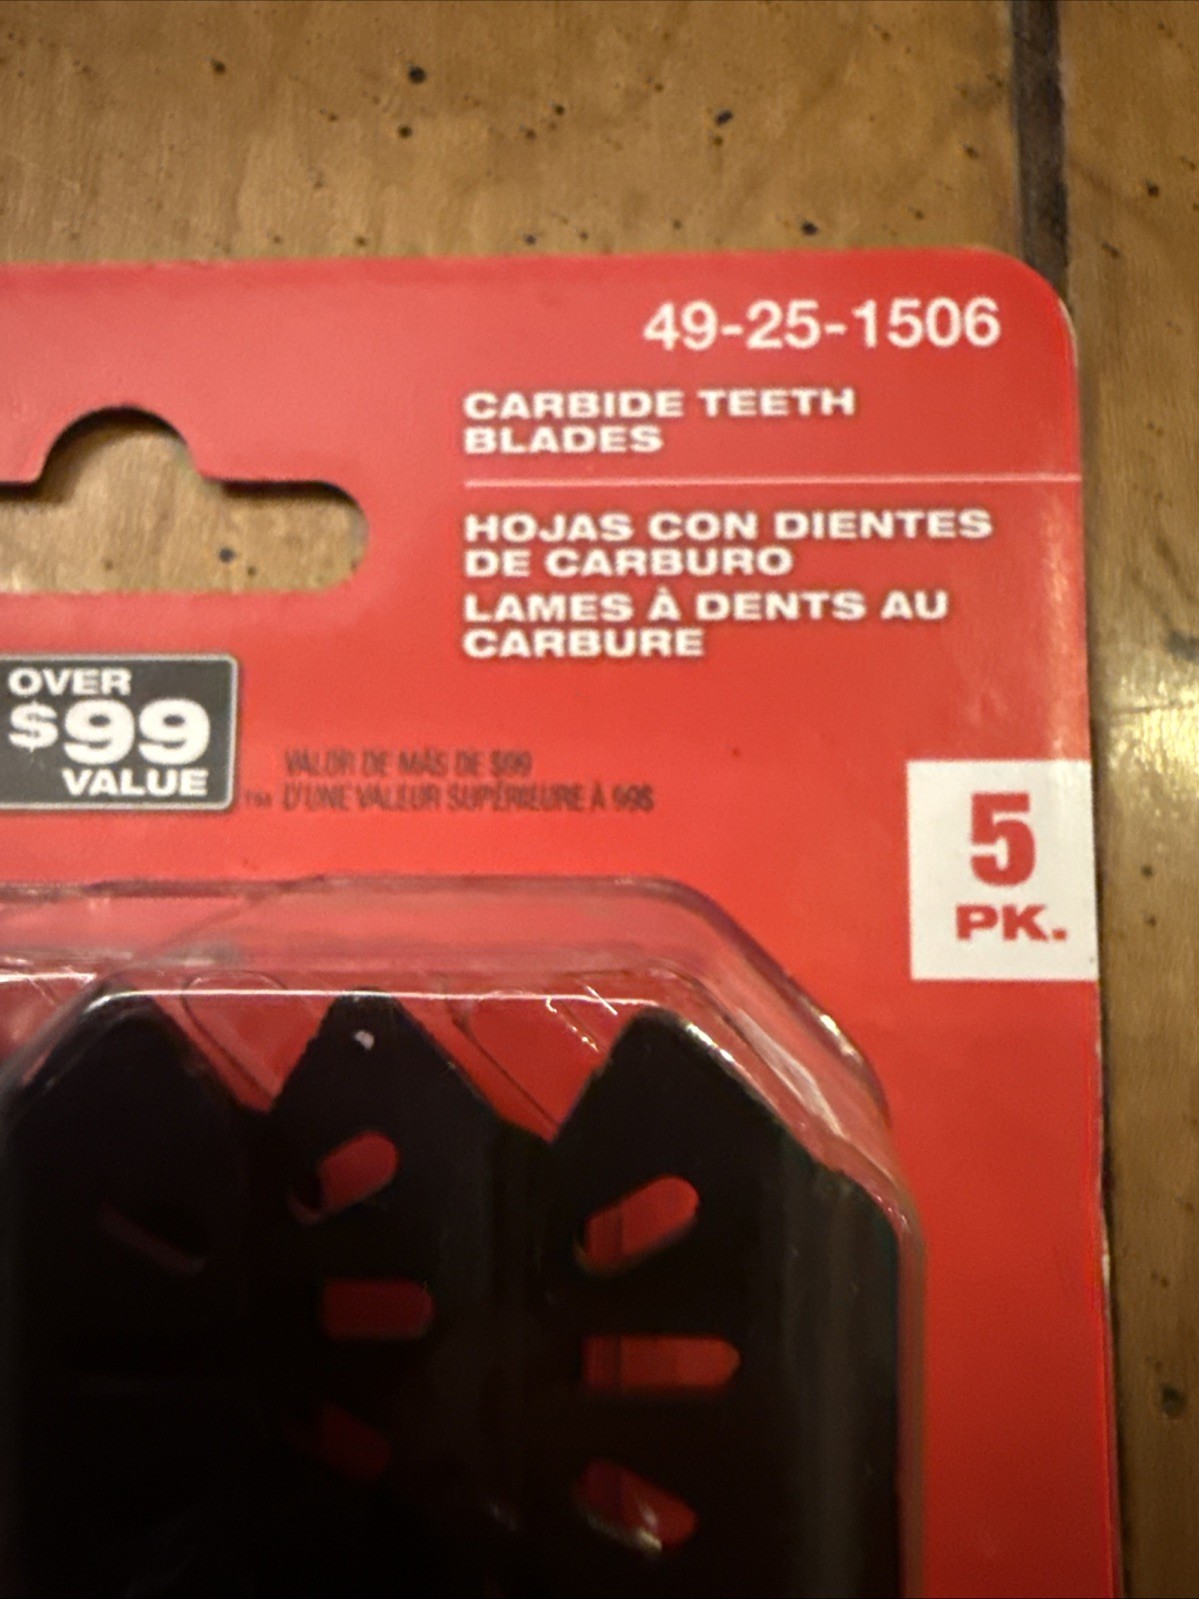 49-25-1506
CARBIDE TEETH
BLADES
HOJAS CON DIENTES
DE CARBURO
LAMES À DENTS AU
CARBURE
OVER
$99
VALUE
VALOR DE MÁS DE $99
™ D'UNE VALEUR SUPÉRIEURE À 99$
5
PK.